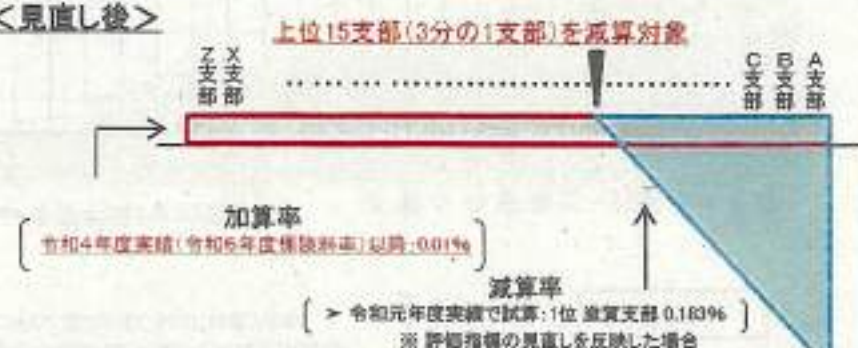 ＜見直し後＞
上位15支部(3分の1支部)を減算対象
Z支部
X支部
C支部
B支部
A支部
加算率
令和4年度実績(令和6年度保険料率)以降:0.01%
減算率
➢ 令和元年度実績で試算:1位 滋賀支部 0.183%
※ 評価指標の見直しを反映した場合